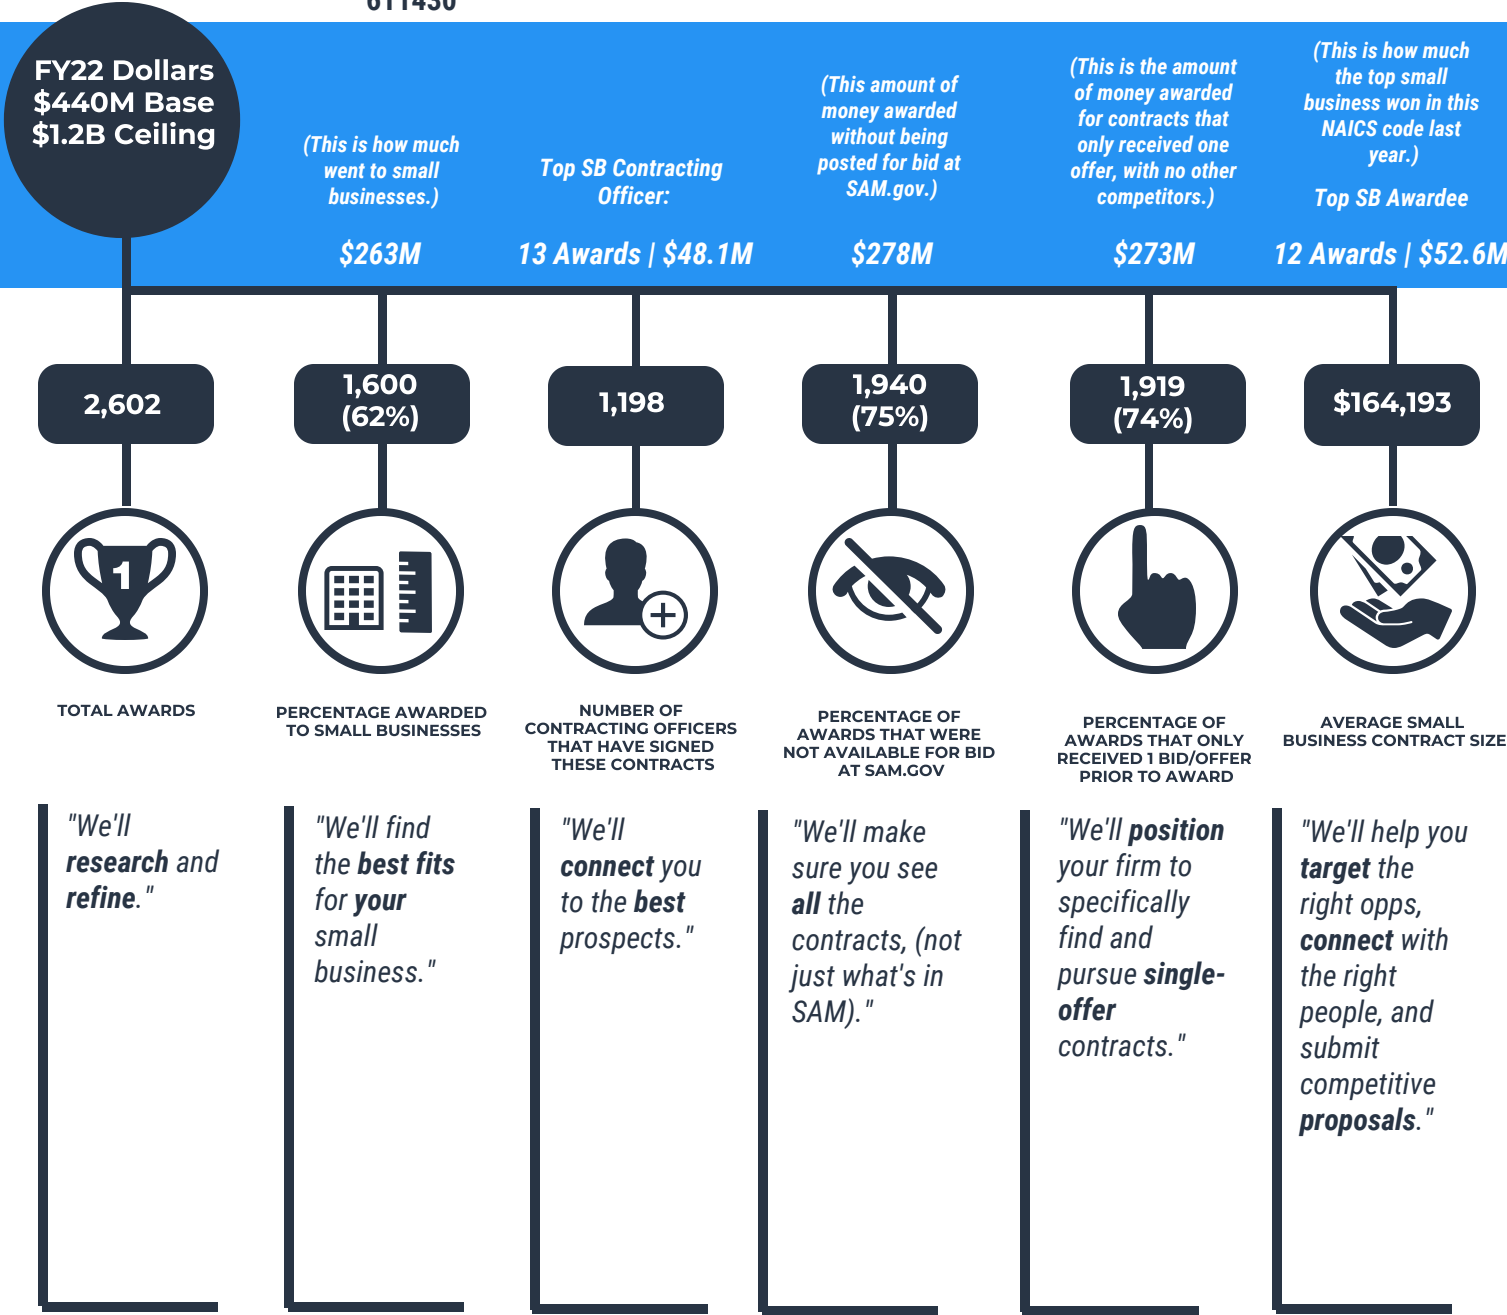 611430
FY22 Dollars
$440M Base
$1.2B Ceiling
(This is how much
went to small
businesses.)
$263M
Top SB Contracting
Officer:
13 Awards | $48.1M
(This amount of
money awarded
without being
posted for bid at
SAM.gov.)
$278M
(This is the amount
of money awarded
for contracts that
only received one
offer, with no other
competitors.)
$273M
(This is how much
the top small
business won in this
NAICS code last
year.)
Top SB Awardee
12 Awards | $52.6M
2,602
1,600
(62%)
1,198
1,940
(75%)
1,919
(74%)
$164,193
1
TOTAL AWARDS
PERCENTAGE AWARDED
TO SMALL BUSINESSES
NUMBER OF
CONTRACTING OFFICERS
THAT HAVE SIGNED
THESE CONTRACTS
PERCENTAGE OF
AWARDS THAT WERE
NOT AVAILABLE FOR BID
AT SAM.GOV
PERCENTAGE OF
AWARDS THAT ONLY
RECEIVED 1 BID/OFFER
PRIOR TO AWARD
AVERAGE SMALL
BUSINESS CONTRACT SIZE
"We'll
research and
refine."
"We'll find
the best fits
for your
small
business."
"We'll
connect you
to the best
prospects."
"We'll make
sure you see
all the
contracts, (not
just what's in
SAM)."
"We'll position
your firm to
specifically
find and
pursue single-
offer
contracts."
"We'll help you
target the
right opps,
connect with
the right
people, and
submit
competitive
proposals."